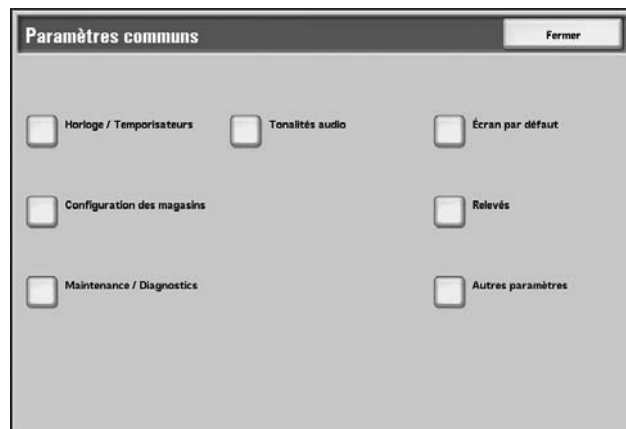 Paramètres communs
Fermer
Horloge / Temporisateurs
Tonalités audio
Écran par défaut
Configuration des magasins
Relevés
Maintenance / Diagnostics
Autres paramètres